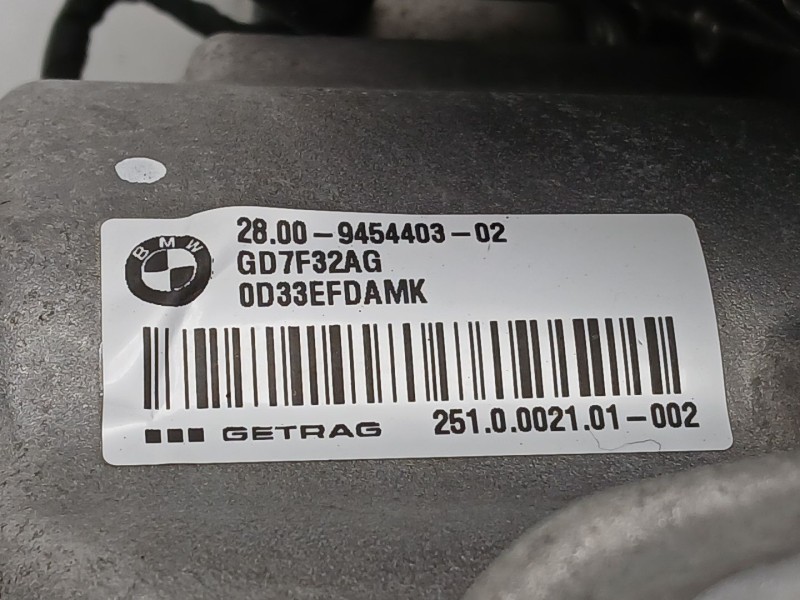 BMW
28.00-9454403-02
GD7F32AG
0D33EFDAMK
GETRAG
251.0.0021.01-002